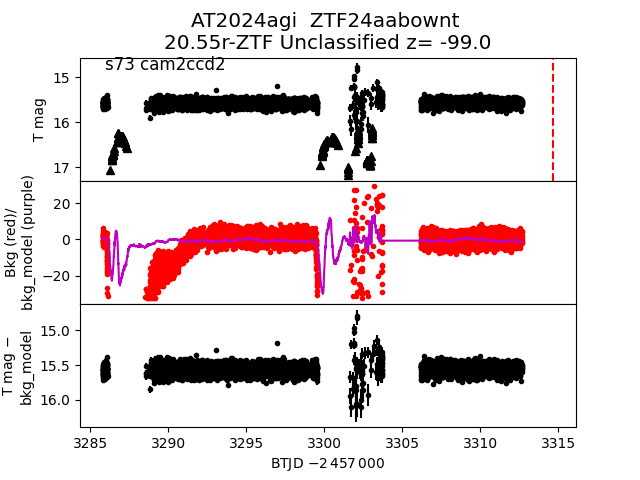 AT2024agi  ZTF24aabownt
20.55r-ZTF Unclassified z= -99.0
s73 cam2ccd2
15
16
17
T mag
20
0
−20
Bkg (red)/
bkg_model (purple)
15.0
15.5
16.0
T mag −
bkg_model
3285
3290
3295
3300
3305
3310
3315
BTJD −2 457 000